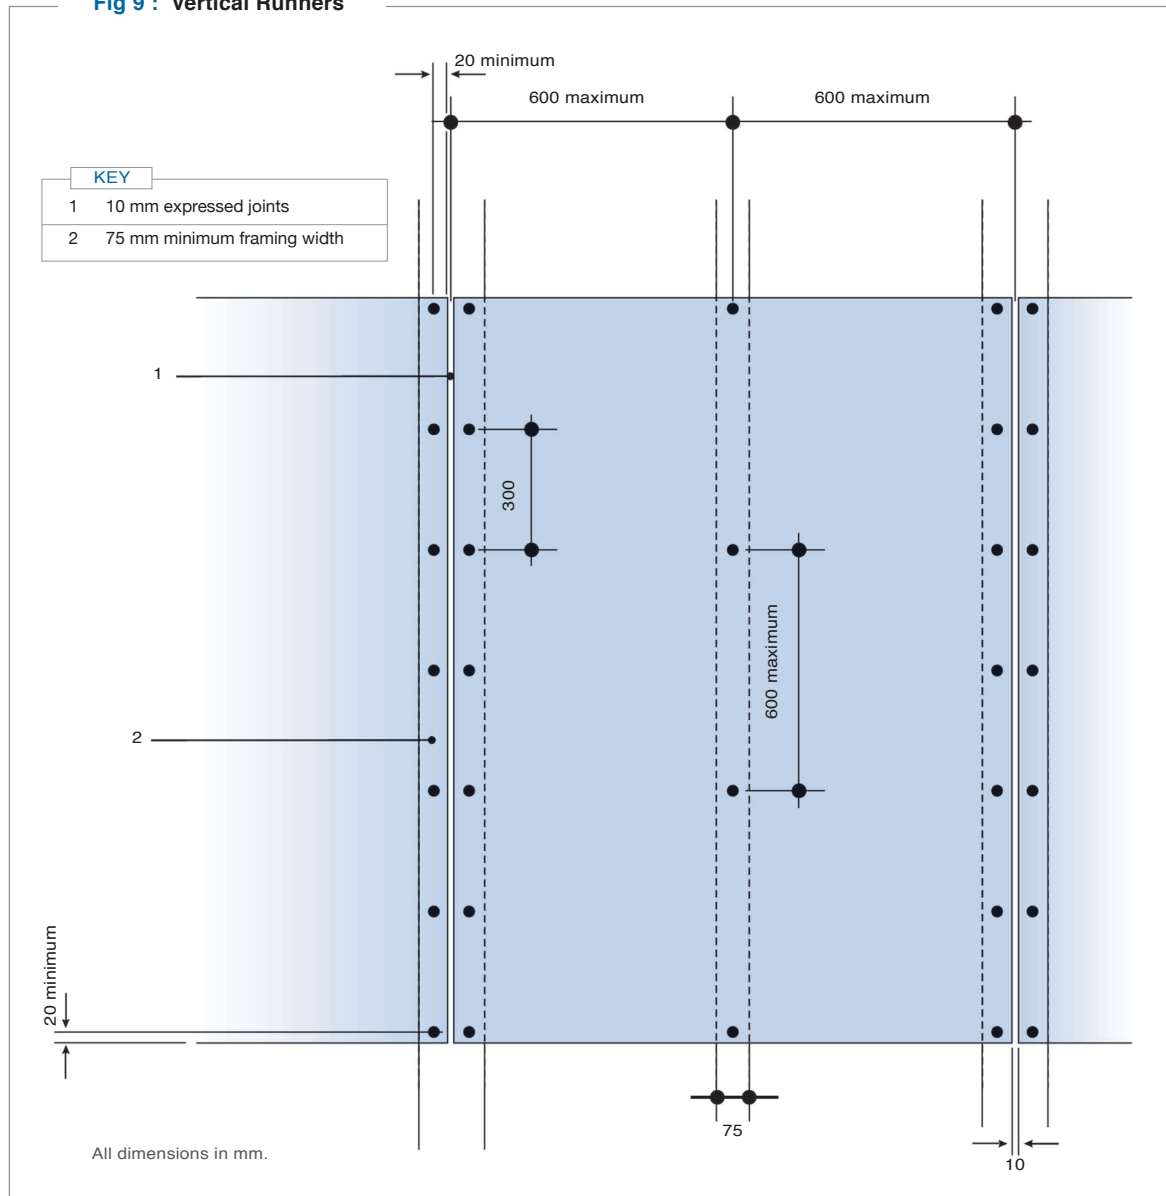 Fig 9 : Vertical Runners
20 minimum
600 maximum
600 maximum
KEY
1 10 mm expressed joints
2 75 mm minimum framing width
1
300
600 maximum
2
20 minimum
75
10
All dimensions in mm.